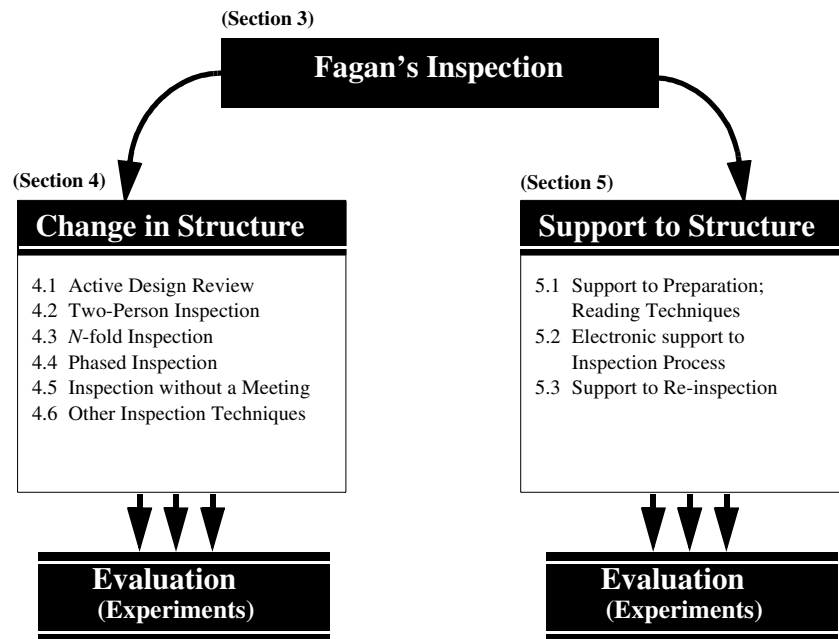 (Section 3)
Fagan's Inspection
(Section 4)
Change in Structure
4.1 Active Design Review
4.2 Two-Person Inspection
4.3 N-fold Inspection
4.4 Phased Inspection
4.5 Inspection without a Meeting
4.6 Other Inspection Techniques
Evaluation
(Experiments)
(Section 5)
Support to Structure
5.1 Support to Preparation;
Reading Techniques
5.2 Electronic support to
Inspection Process
5.3 Support to Re-inspection
Evaluation
(Experiments)